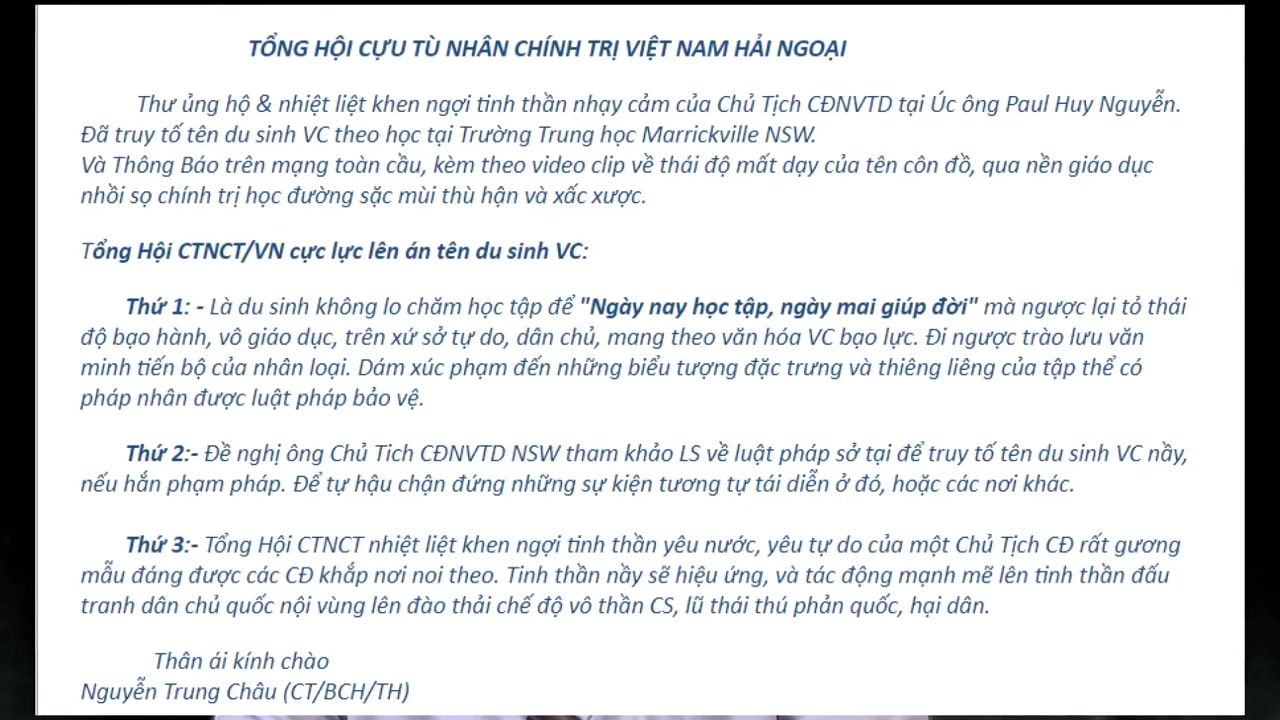 TỔNG HỘI CỰU TÙ NHÂN CHÍNH TRỊ VIỆT NAM HẢI NGOẠI
Thư ủng hộ & nhiệt liệt khen ngợi tinh thần nhạy cảm của Chủ Tịch CĐNVTD tại Úc ông Paul Huy Nguyễn.
Đã truy tố tên du sinh VC theo học tại Trường Trung học Marrickville NSW.
Và Thông Báo trên mạng toàn cầu, kèm theo video clip về thái độ mất dạy của tên côn đồ, qua nền giáo dục
nhồi sọ chính trị học đường sặc mùi thù hận và xấc xược.
Tổng Hội CTNCT/VN cực lực lên án tên du sinh VC:
Thứ 1: - Là du sinh không lo chăm học tập để "Ngày nay học tập, ngày mai giúp đời" mà ngược lại tỏ thái
độ bạo hành, vô giáo dục, trên xứ sở tự do, dân chủ, mang theo văn hóa VC bạo lực. Đi ngược trào lưu văn
minh tiến bộ của nhân loại. Dám xúc phạm đến những biểu tượng đặc trưng và thiêng liêng của tập thể có
pháp nhân được luật pháp bảo vệ.
Thứ 2:- Đề nghị ông Chủ Tich CĐNVTD NSW tham khảo LS về luật pháp sở tại để truy tố tên du sinh VC nầy,
nếu hắn phạm pháp. Để tự hậu chận đứng những sự kiện tương tự tái diễn ở đó, hoặc các nơi khác.
Thứ 3:- Tổng Hội CTNCT nhiệt liệt khen ngợi tinh thần yêu nước, yêu tự do của một Chủ Tịch CĐ rất gương
mẫu đáng được các CĐ khắp nơi noi theo. Tinh thần nầy sẽ hiệu ứng, và tác động mạnh mẽ lên tinh thần đấu
tranh dân chủ quốc nội vùng lên đào thải chế độ vô thần CS, lũ thái thú phản quốc, hại dân.
Thân ái kính chào
Nguyễn Trung Châu (CT/BCH/TH)